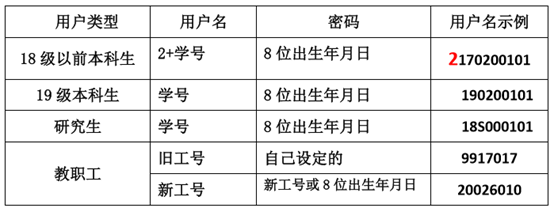 用户类型 用户名 密码 用户名示例
18 级以前本科生 2+学号 8 位出生年月日 2170200101
19 级本科生 学号 8 位出生年月日 190200101
研究生 学号 8 位出生年月日 18S000101
教职工 旧工号 自己设定的 9917017
新工号 新工号或 8 位出生年月日 20026010